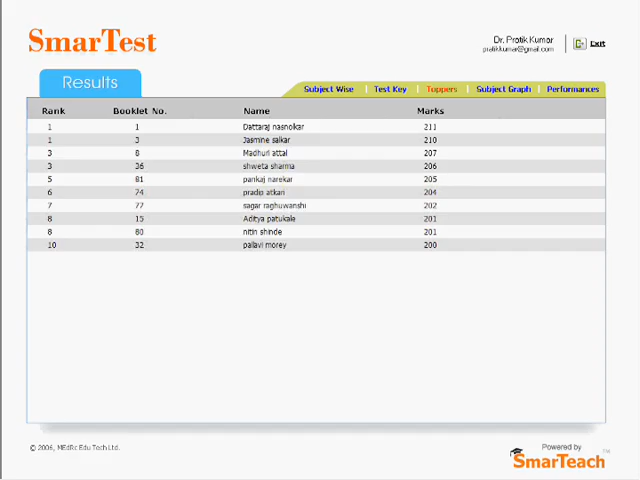 SmarTest
Dr. Pratik Kumar
pratikkumar@gmail.com
Exit
Results
Subject Wise | Test Key | Toppers | Subject Graph | Performances
Rank Booklet No. Name Marks
1 1 Dattaraj nasnolkar 211
1 3 Jasmine salkar 210
3 8 Madhuri attal 207
3 36 shweta sharma 206
5 81 pankaj narekar 205
6 74 pradip atkari 204
7 77 sagar raghuwanshi 202
8 15 Aditya patukale 201
8 80 nitin shinde 201
10 32 pallavi morey 200
© 2006, MEdRc Edu Tech Ltd.
Powered by
SmarTeach™